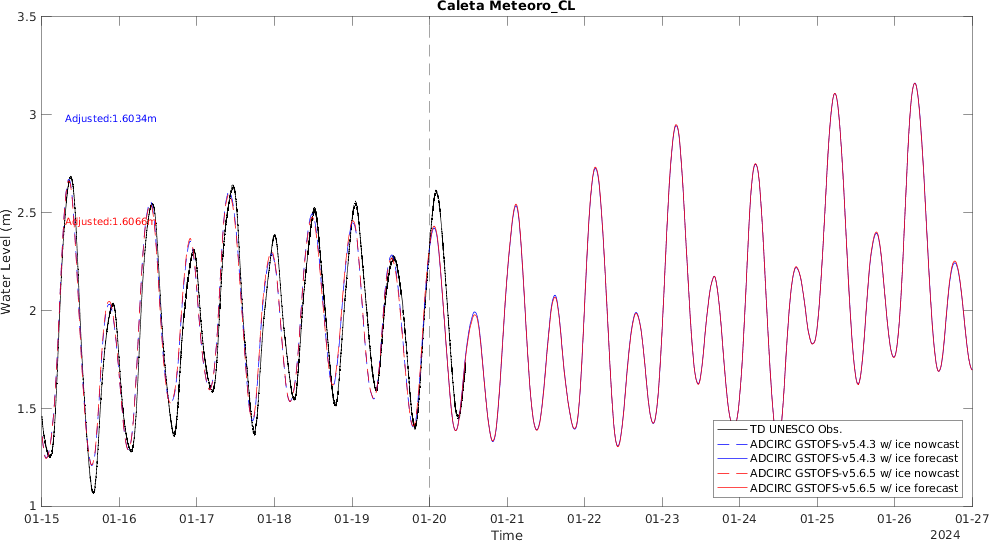 Caleta Meteoro_CL
3.5
3
2.5
2
1.5
1
Water Level (m)
Adjusted:1.6034m
Adjusted:1.6066m
TD UNESCO Obs.
ADCIRC GSTOFS-v5.4.3 w/ ice nowcast
ADCIRC GSTOFS-v5.4.3 w/ ice forecast
ADCIRC GSTOFS-v5.6.5 w/ ice nowcast
ADCIRC GSTOFS-v5.6.5 w/ ice forecast
01-15 01-16 01-17 01-18 01-19 01-20 01-21 01-22 01-23 01-24 01-25 01-26 01-27
Time
2024